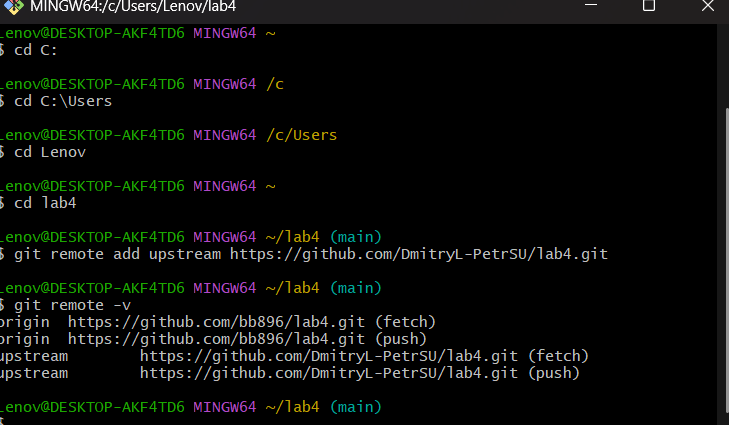 MINGW64:/c/Users/Lenov/lab4
Lenov@DESKTOP-AKF4TD6 MINGW64 ~
$ cd C:
Lenov@DESKTOP-AKF4TD6 MINGW64 /c
$ cd C:\Users
Lenov@DESKTOP-AKF4TD6 MINGW64 /c/Users
$ cd Lenov
Lenov@DESKTOP-AKF4TD6 MINGW64 ~
$ cd lab4
Lenov@DESKTOP-AKF4TD6 MINGW64 ~/lab4 (main)
$ git remote add upstream https://github.com/DmitryL-PetrSU/lab4.git
Lenov@DESKTOP-AKF4TD6 MINGW64 ~/lab4 (main)
$ git remote -v
origin  https://github.com/bb896/lab4.git (fetch)
origin  https://github.com/bb896/lab4.git (push)
upstream        https://github.com/DmitryL-PetrSU/lab4.git (fetch)
upstream        https://github.com/DmitryL-PetrSU/lab4.git (push)
Lenov@DESKTOP-AKF4TD6 MINGW64 ~/lab4 (main)
$